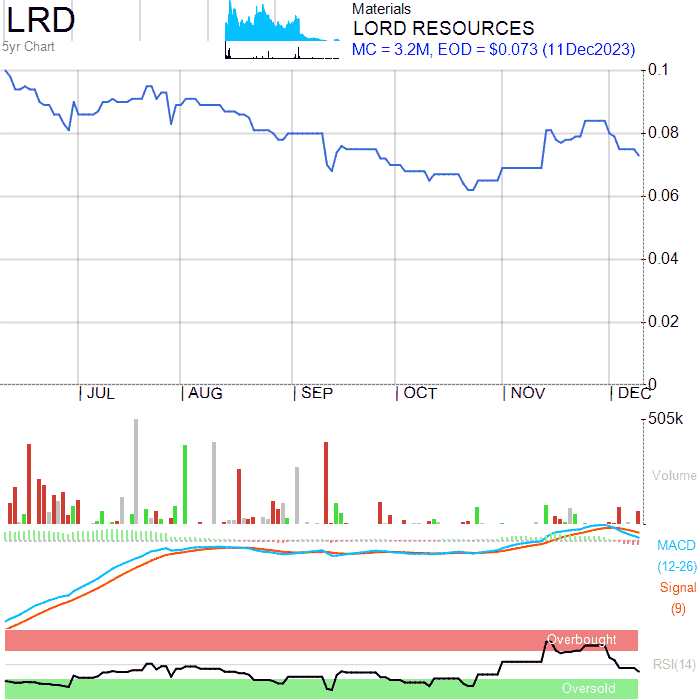 LRD
5yr Chart
Materials
LORD RESOURCES
MC = 3.2M, EOD = $0.073 (11Dec2023)
0.1
0.08
0.06
0.04
0.02
0
JUL AUG SEP OCT NOV DEC
505k
Volume
MACD
(12-26)
Signal
(9)
Overbought
RSI(14)
Oversold